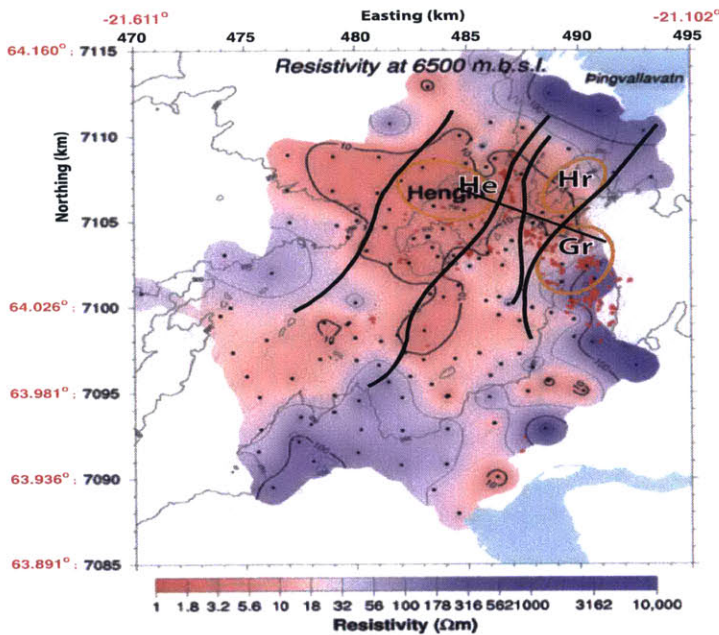 -21.611°
Easting (km)
-21.102°
470 475 480 485 490 495
64.160°: 7115
Resistivity at 6500 m.b.s.l.
Þingvallavatn
7110
Hr
He
Hengil
Northing (km)
7105
Gr
64.026°: 7100
63.981°: 7095
63.936°: 7090
63.891°: 7085
1 1.8 3.2 5.6 10 18 32 56 100 178 316 562 1000 3162 10,000
Resistivity (Ωm)